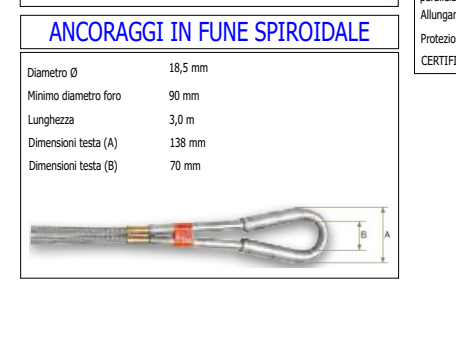 ANCORAGGI IN FUNE SPIROIDALE
Diametro Ø 18,5 mm
Minimo diametro foro 90 mm
Lunghezza 3,0 m
Dimensioni testa (A) 138 mm
Dimensioni testa (B) 70 mm
B A
Allungar
Protezio
CERTIFI